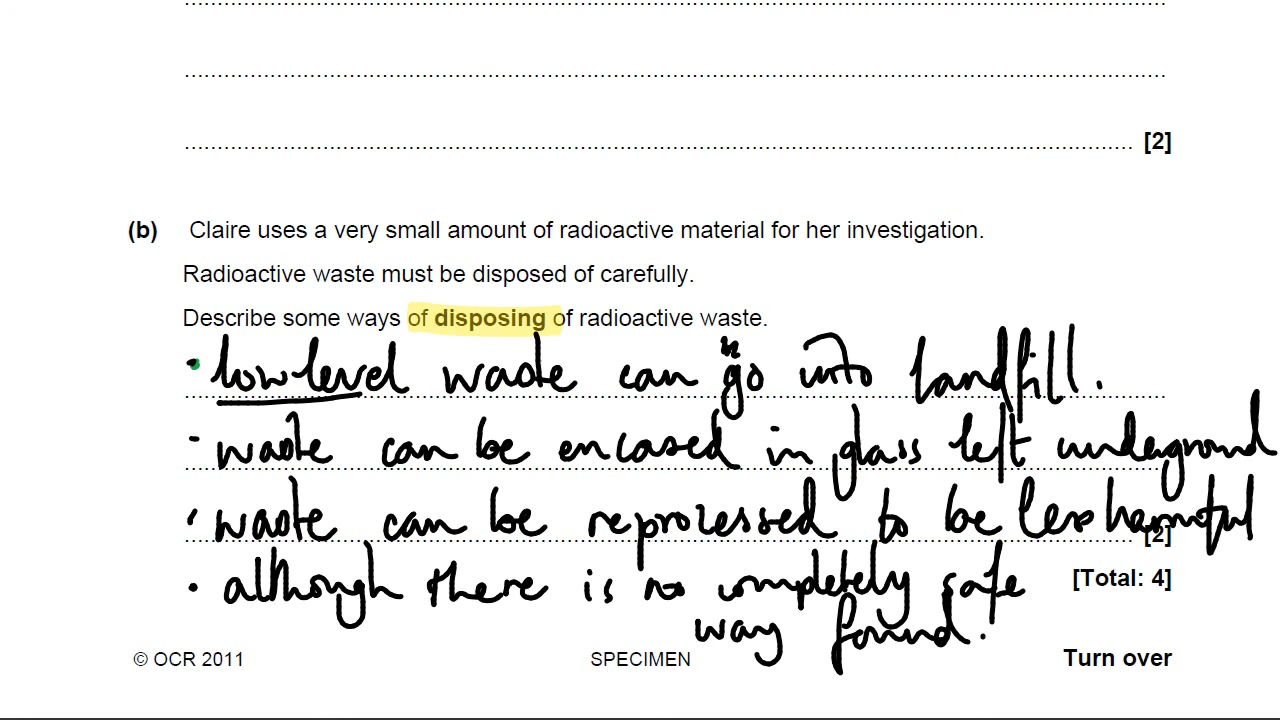 [2]
(b) Claire uses a very small amount of radioactive material for her investigation.
Radioactive waste must be disposed of carefully.
Describe some ways of disposing of radioactive waste.
• low level waste can go into landfill.
• waste can be encased in glass left underground
• waste can be reprocessed to be less harmful
[2]
• although there is no completely safe
way found.
[Total: 4]
© OCR 2011 SPECIMEN Turn over